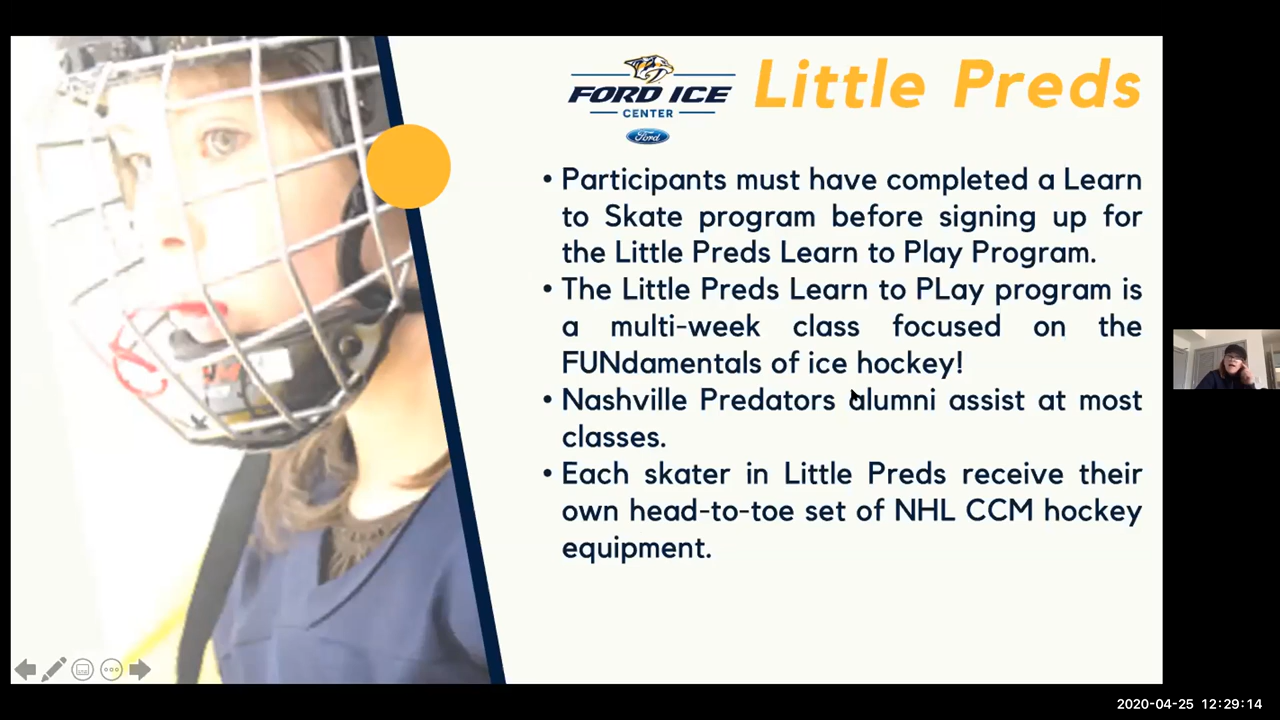 FORD ICE
CENTER
Ford
Little Preds
• Participants must have completed a Learn
to Skate program before signing up for
the Little Preds Learn to Play Program.
• The Little Preds Learn to PLay program is
a multi-week class focused on the
FUNdamentals of ice hockey!
• Nashville Predators alumni assist at most
classes.
• Each skater in Little Preds receive their
own head-to-toe set of NHL CCM hockey
equipment.
2020-04-25 12:29:14